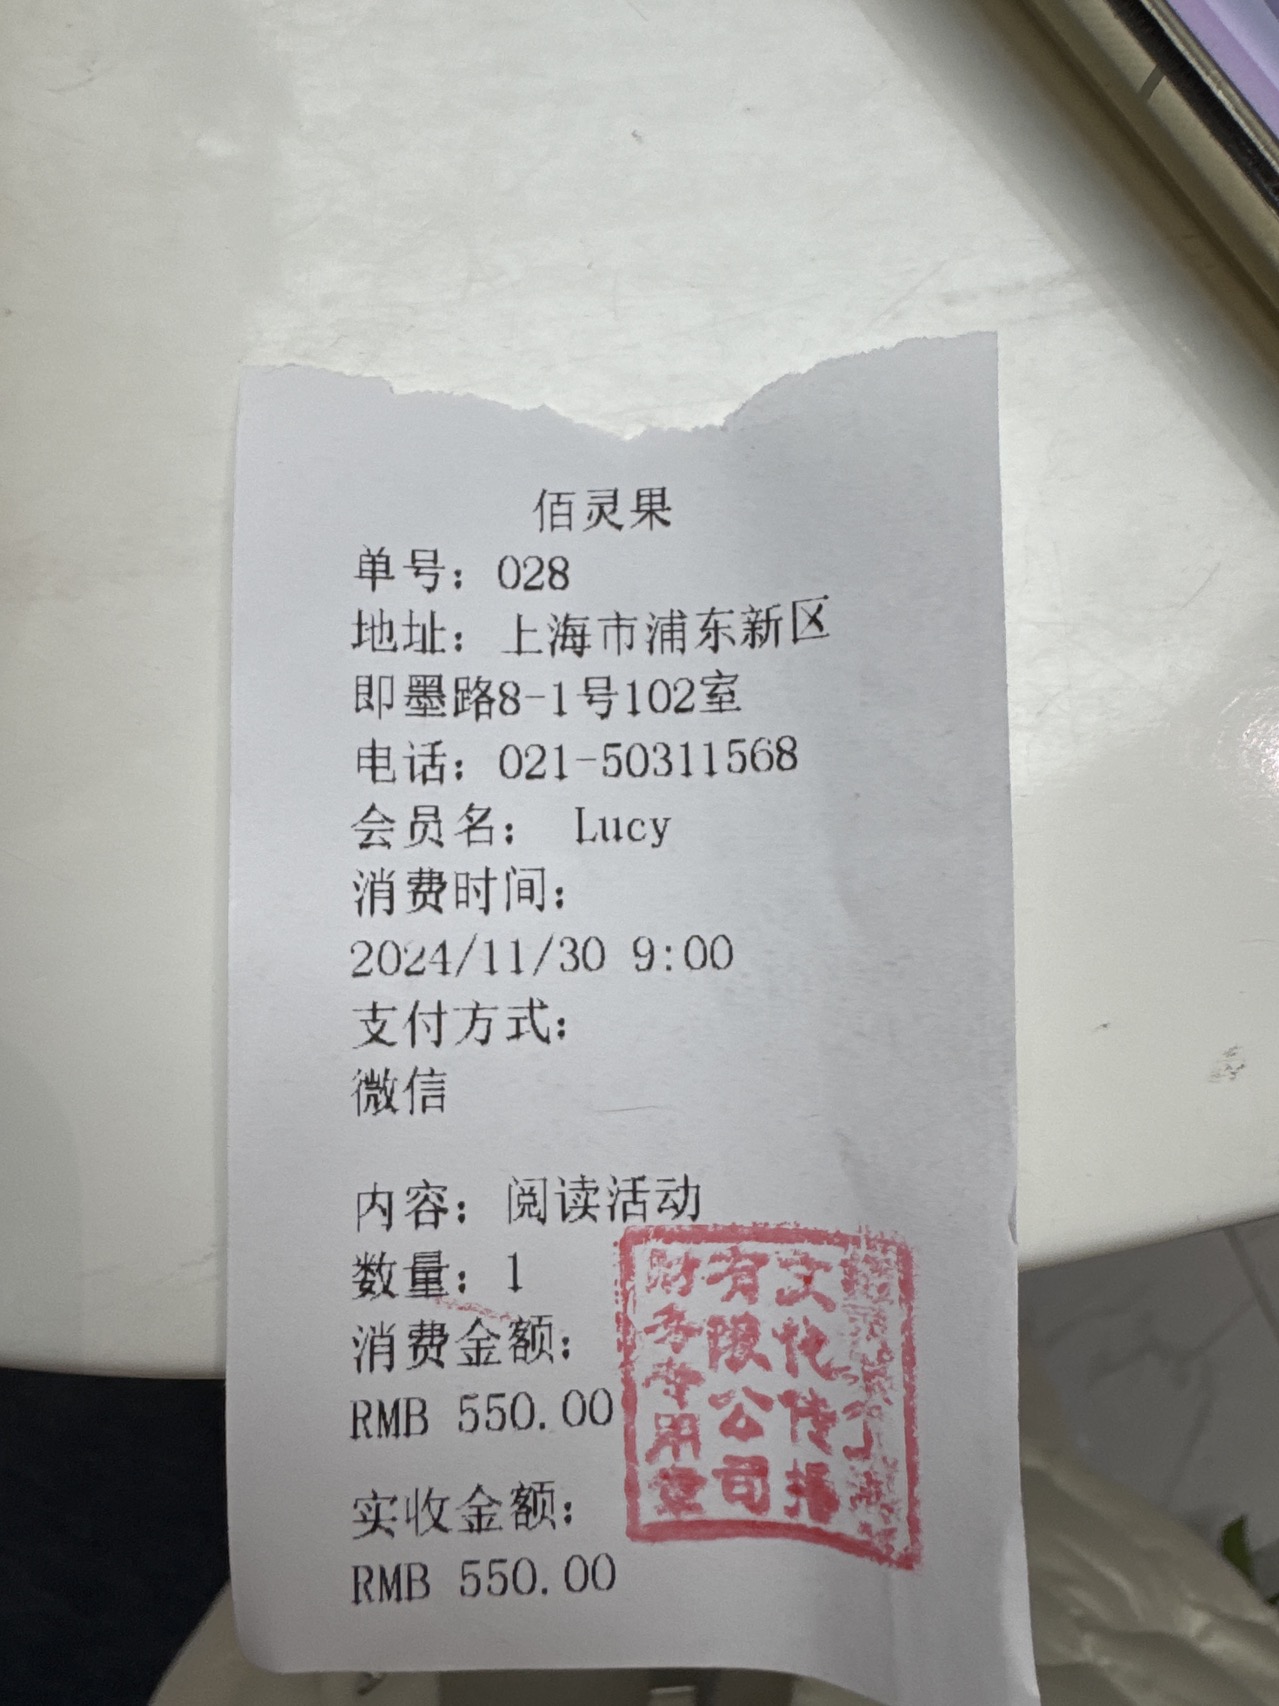 佰灵果
单号：028
地址：上海市浦东新区
即墨路8-1号102室
电话：021-50311568
会员名： Lucy
消费时间：
2024/11/30 9:00
支付方式：
微信
内容：阅读活动
数量：1
消费金额：
RMB 550.00
实收金额：
RMB 550.00
文化传播
有限公司
财务专用章